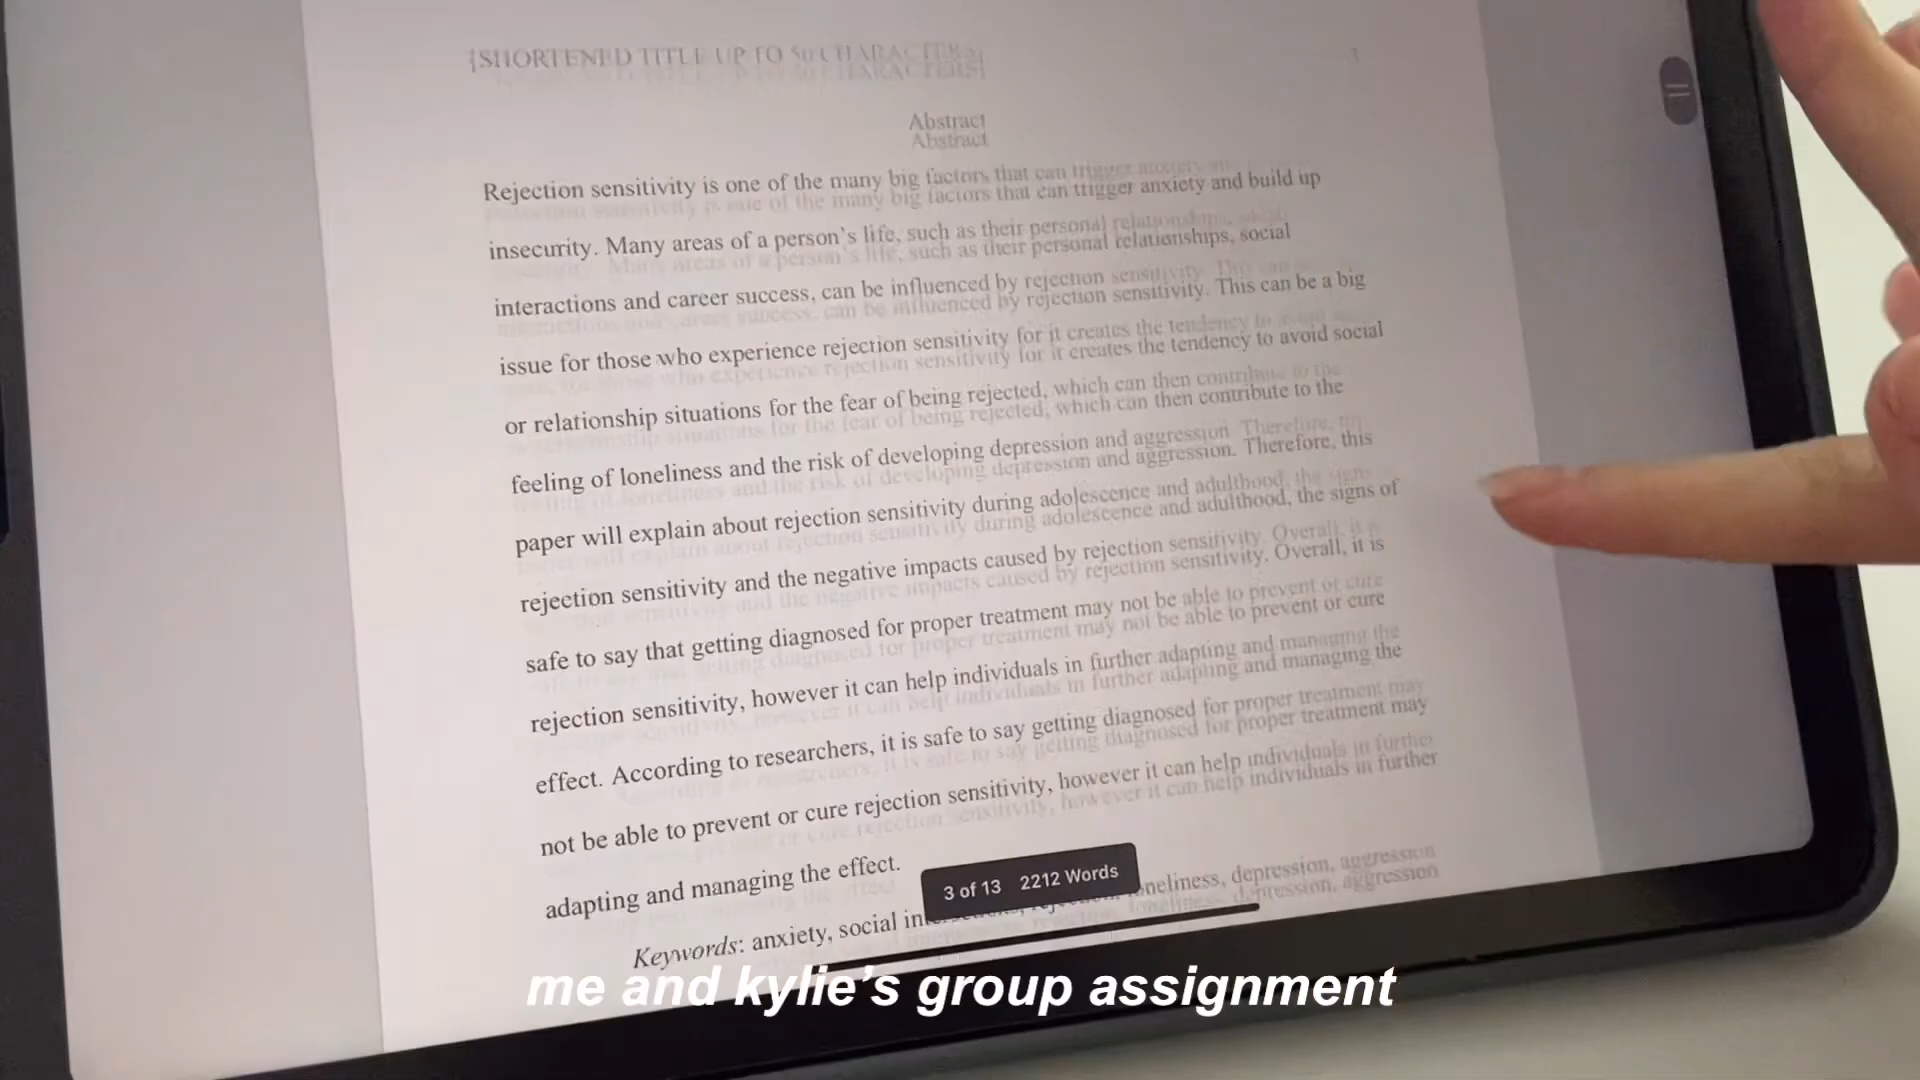 [SHORTENED TITLE UP TO 50 CHARACTERS]
3
Abstract
Rejection sensitivity is one of the many big factors that can trigger anxiety and build up
insecurity. Many areas of a person's life, such as their personal relationships, social
interactions and career success, can be influenced by rejection sensitivity. This can be a big
issue for those who experience rejection sensitivity for it creates the tendency to avoid social
or relationship situations for the fear of being rejected, which can then contribute to the
feeling of loneliness and the risk of developing depression and aggression. Therefore, this
paper will explain about rejection sensitivity during adolescence and adulthood, the signs of
rejection sensitivity and the negative impacts caused by rejection sensitivity. Overall, it is
safe to say that getting diagnosed for proper treatment may not be able to prevent or cure
rejection sensitivity, however it can help individuals in further adapting and managing the
effect. According to researchers, it is safe to say getting diagnosed for proper treatment may
not be able to prevent or cure rejection sensitivity, however it can help individuals in further
adapting and managing the effect.
3 of 13 2212 Words
Keywords: anxiety, social depression, aggression
me and kylie's group assignment